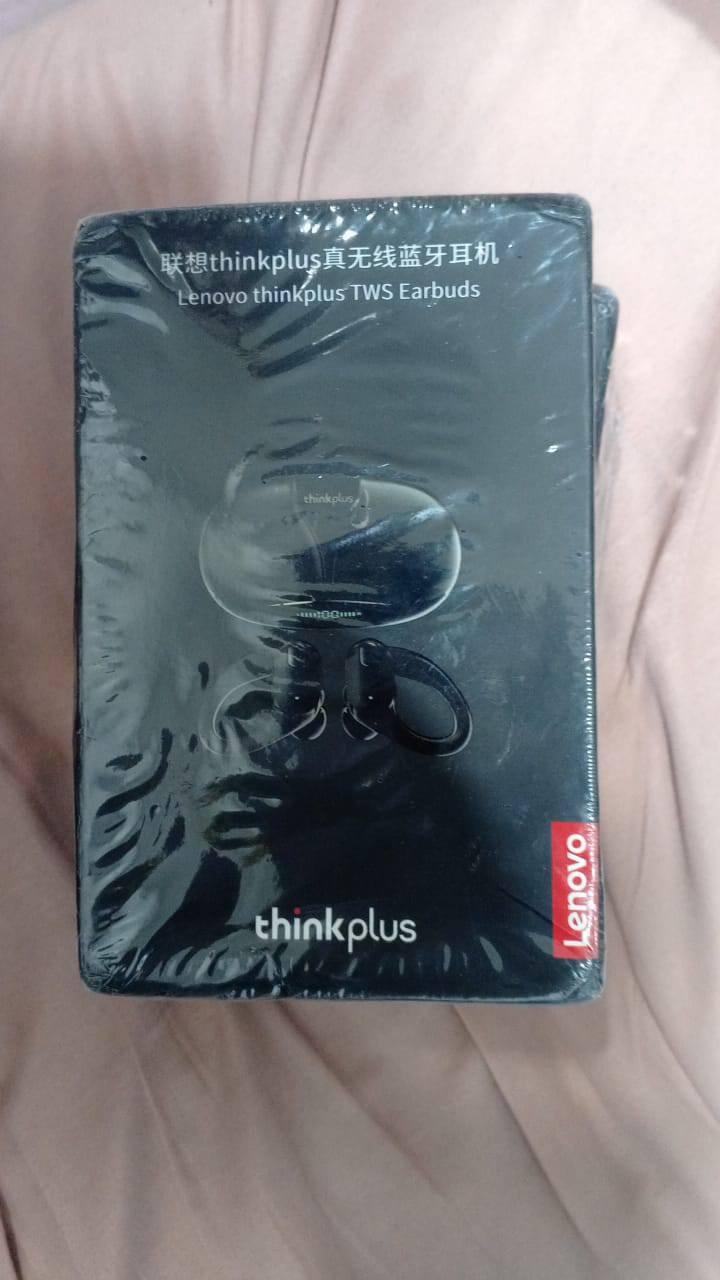 联想thinkplus真无线蓝牙耳机
Lenovo thinkplus TWS Earbuds
thinkplus
Lenovo
thinkplus